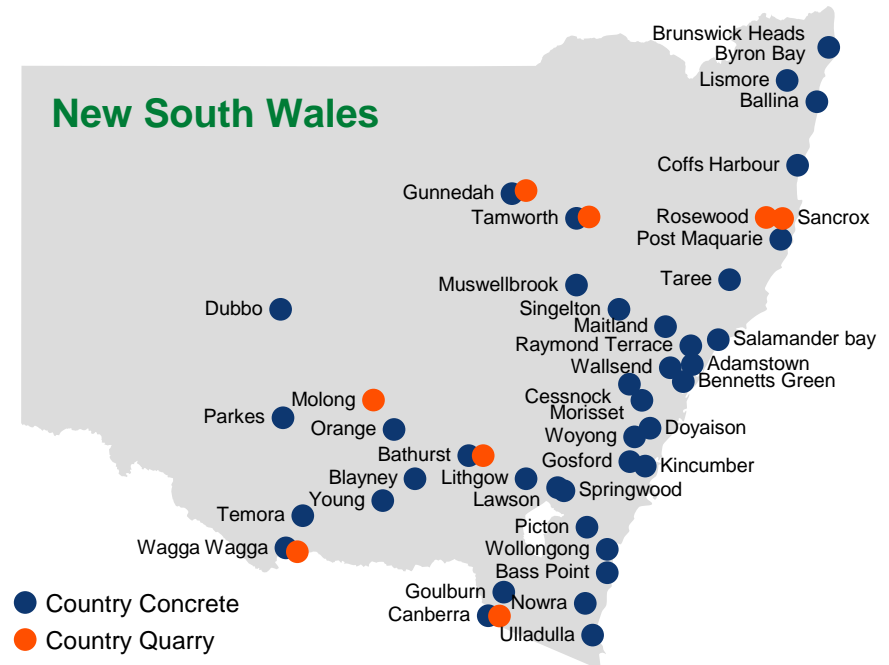 Brunswick Heads
Byron Bay
New South Wales
Lismore
Ballina
Coffs Harbour
Gunnedah
Tamworth
Rosewood
Sancrox
Post Maquarie
Taree
Muswellbrook
Dubbo
Singelton
Maitland
Salamander bay
Raymond Terrace
Wallsend
Adamstown
Bennetts Green
Molong
Cessnock
Morisset
Parkes
Orange
Doyaison
Woyong
Bathurst
Gosford
Kincumber
Blayney
Lithgow
Lawson
Springwood
Young
Temora
Picton
Wagga Wagga
Wollongong
Bass Point
Goulburn
Country Concrete
Nowra
Canberra
Country Quarry
Ulladulla